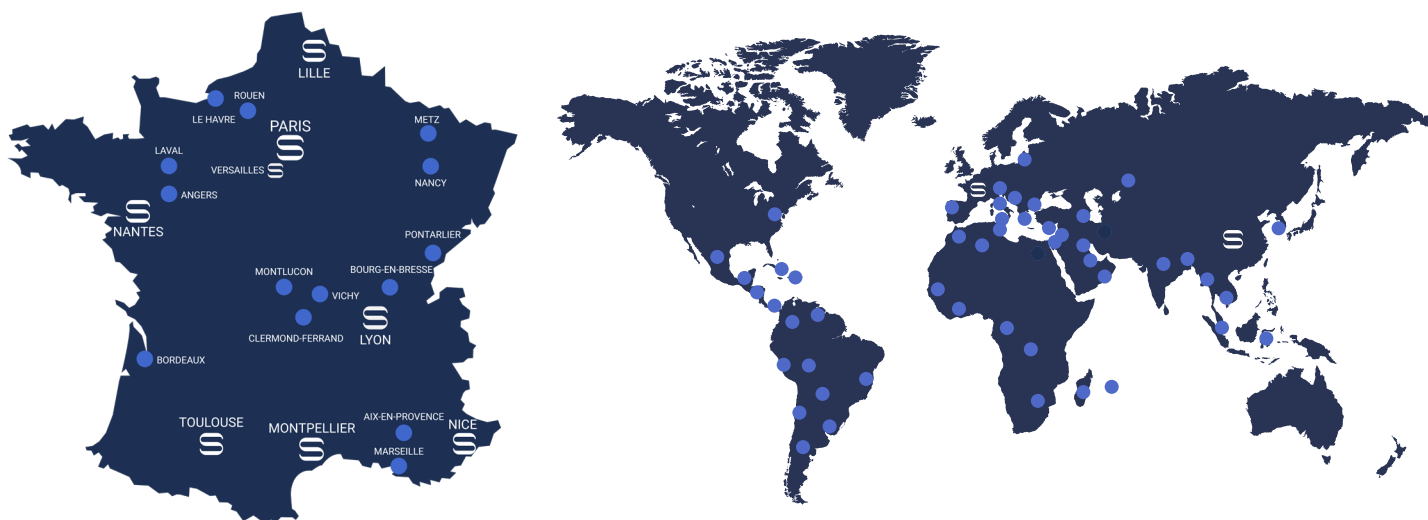 LILLE
ROUEN
LE HAVRE
PARIS
METZ
LAVAL
VERSAILLES
NANCY
ANGERS
NANTES
PONTARLIER
MONTLUCON
BOURG-EN-BRESSE
VICHY
CLERMOND-FERRAND
LYON
BORDEAUX
TOULOUSE
MONTPELLIER
AIX-EN-PROVENCE
NICE
MARSEILLE